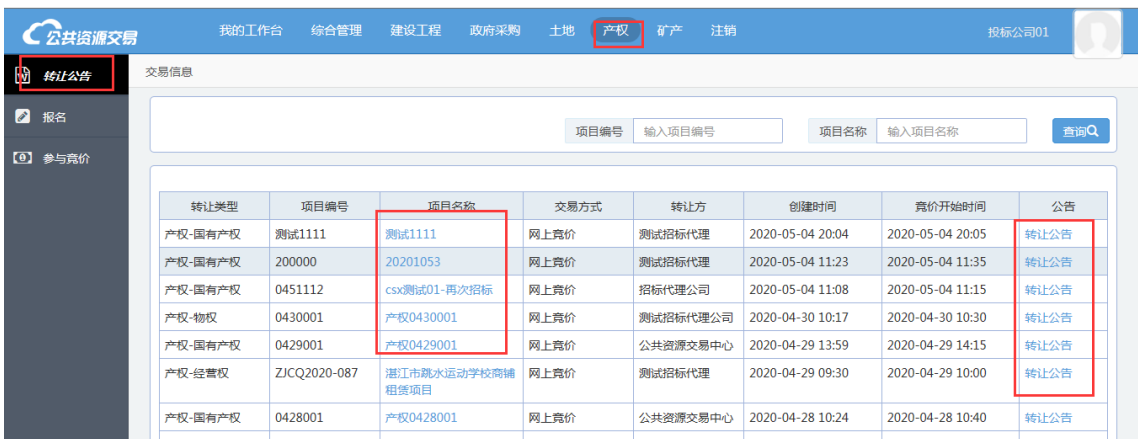 公共资源交易 我的工作台 综合管理 建设工程 政府采购 土地 产权 矿产 注销 投标公司01
转让公告
报名
参与竞价
交易信息
项目编号 输入项目编号 项目名称 输入项目名称 查询
转让类型 项目编号 项目名称 交易方式 转让方 创建时间 竞价开始时间 公告
产权-国有产权 测试1111 测试1111 网上竞价 测试招标代理 2020-05-04 20:04 2020-05-04 20:05 转让公告
产权-国有产权 200000 20201053 网上竞价 测试招标代理 2020-05-04 11:23 2020-05-04 11:35 转让公告
产权-国有产权 0451112 csx测试01-再次招标 网上竞价 招标代理公司 2020-05-04 11:08 2020-05-04 11:15 转让公告
产权-物权 0430001 产权0430001 网上竞价 测试招标代理公司 2020-04-30 10:17 2020-04-30 10:30 转让公告
产权-国有产权 0429001 产权0429001 网上竞价 公共资源交易中心 2020-04-29 13:59 2020-04-29 14:15 转让公告
产权-经营权 ZJCQ2020-087 湛江市跳水运动学校商铺 网上竞价 测试招标代理 2020-04-29 09:30 2020-04-29 10:00 转让公告
租赁项目
产权-国有产权 0428001 产权0428001 网上竞价 公共资源交易中心 2020-04-28 10:24 2020-04-28 10:40 转让公告